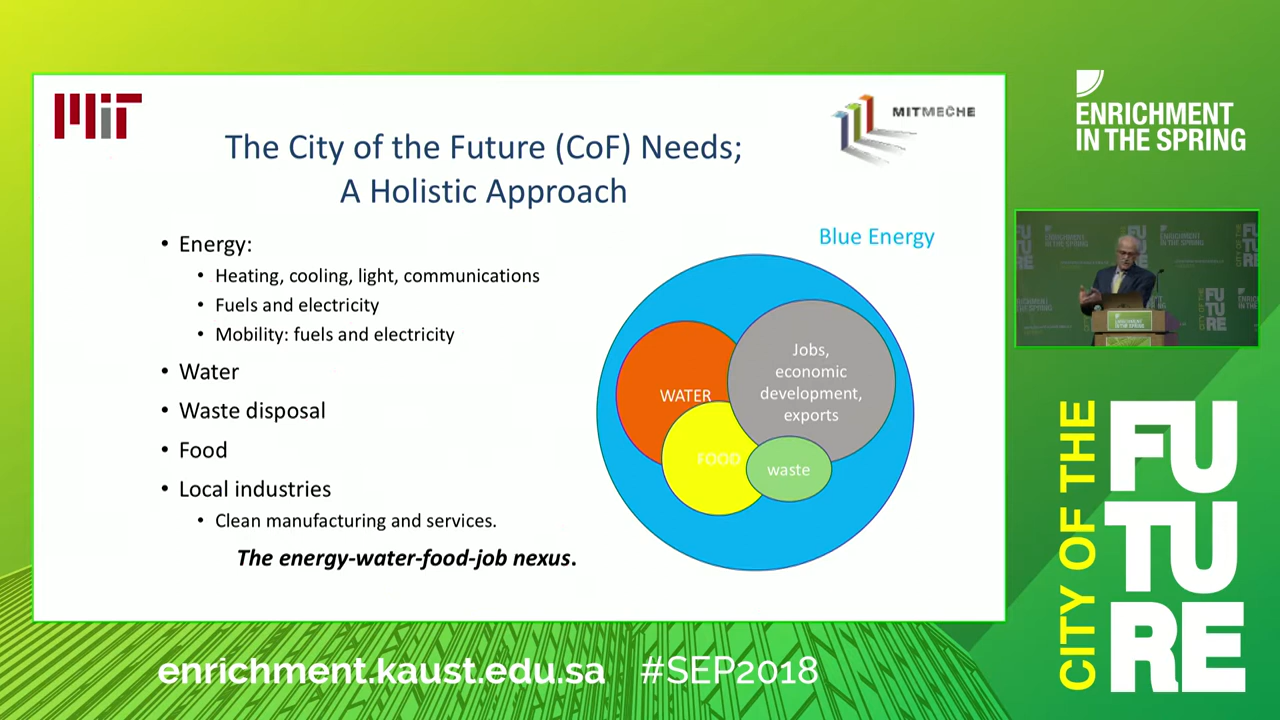 MIT
MITMECHE
The City of the Future (CoF) Needs;
A Holistic Approach
• Energy:
• Heating, cooling, light, communications
• Fuels and electricity
• Mobility: fuels and electricity
• Water
• Waste disposal
• Food
• Local industries
• Clean manufacturing and services.
The energy-water-food-job nexus.
Blue Energy
WATER
Jobs,
economic
development,
exports
FOOD
waste
ENRICHMENT
IN THE SPRING
CITY OF THE
FU
TU
RE
enrichment.kaust.edu.sa #SEP2018